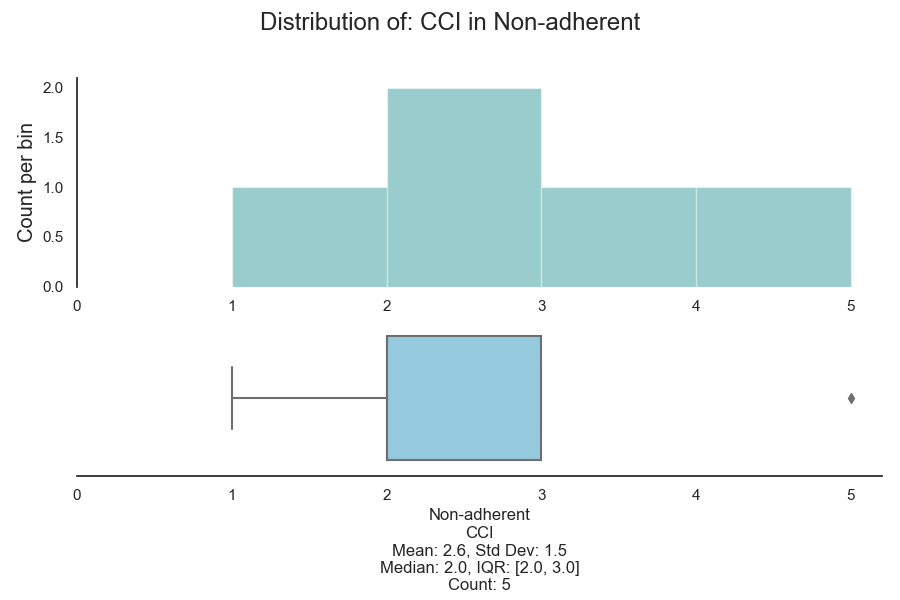 Distribution of: CCI in Non-adherent
Count per bin
2.0
1.5
1.0
0.5
0.0
0 1 2 3 4 5
0 1 2 3 4 5
Non-adherent
CCI
Mean: 2.6, Std Dev: 1.5
Median: 2.0, IQR: [2.0, 3.0]
Count: 5